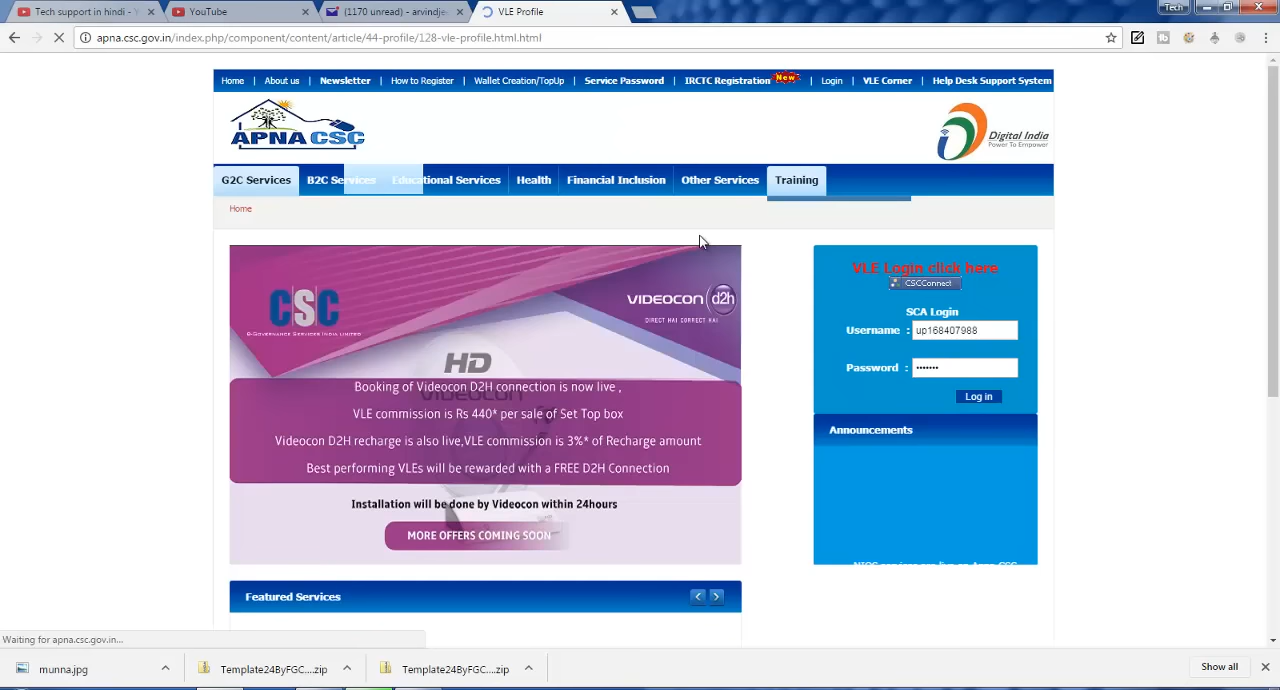 Tech support in hindi - Y
YouTube
(1170 unread) - arvindje
VLE Profile
Tech
apna.csc.gov.in/index.php/component/content/article/44-profile/128-vle-profile.html.html
Home | About us | Newsletter | How to Register | Wallet Creation/TopUp | Service Password | IRCTC Registration New | Login | VLE Corner | Help Desk Support System
APNA CSC
Digital India
Power To Empower
G2C Services B2C Services Educational Services Health Financial Inclusion Other Services Training
Home
CSC
E-GOVERNANCE SERVICES INDIA LIMITED
VIDEOCON d2h
DIRECT HAI CORRECT HAI
HD
VIDEOCON
Booking of Videocon D2H connection is now live ,
VLE commission is Rs 440* per sale of Set Top box
Videocon D2H recharge is also live,VLE commission is 3%* of Recharge amount
Best performing VLEs will be rewarded with a FREE D2H Connection
Installation will be done by Videocon within 24hours
MORE OFFERS COMING SOON
VLE Login click here
CSCConnect
SCA Login
Username : up168407988
Password : •••••••
Log in
Announcements
NIOS services are live on Apna CSC
Featured Services
Waiting for apna.csc.gov.in...
munna.jpg
Template24ByFGC....zip
Template24ByFGC....zip
Show all